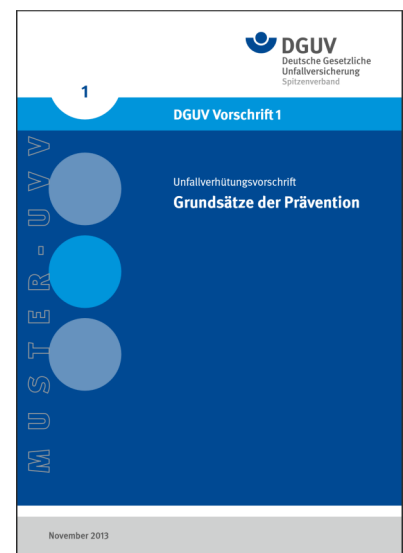 DGUV
Deutsche Gesetzliche
Unfallversicherung
Spitzenverband
1
DGUV Vorschrift 1
Unfallverhütungsvorschrift
Grundsätze der Prävention
MUSTER-UVV
November 2013